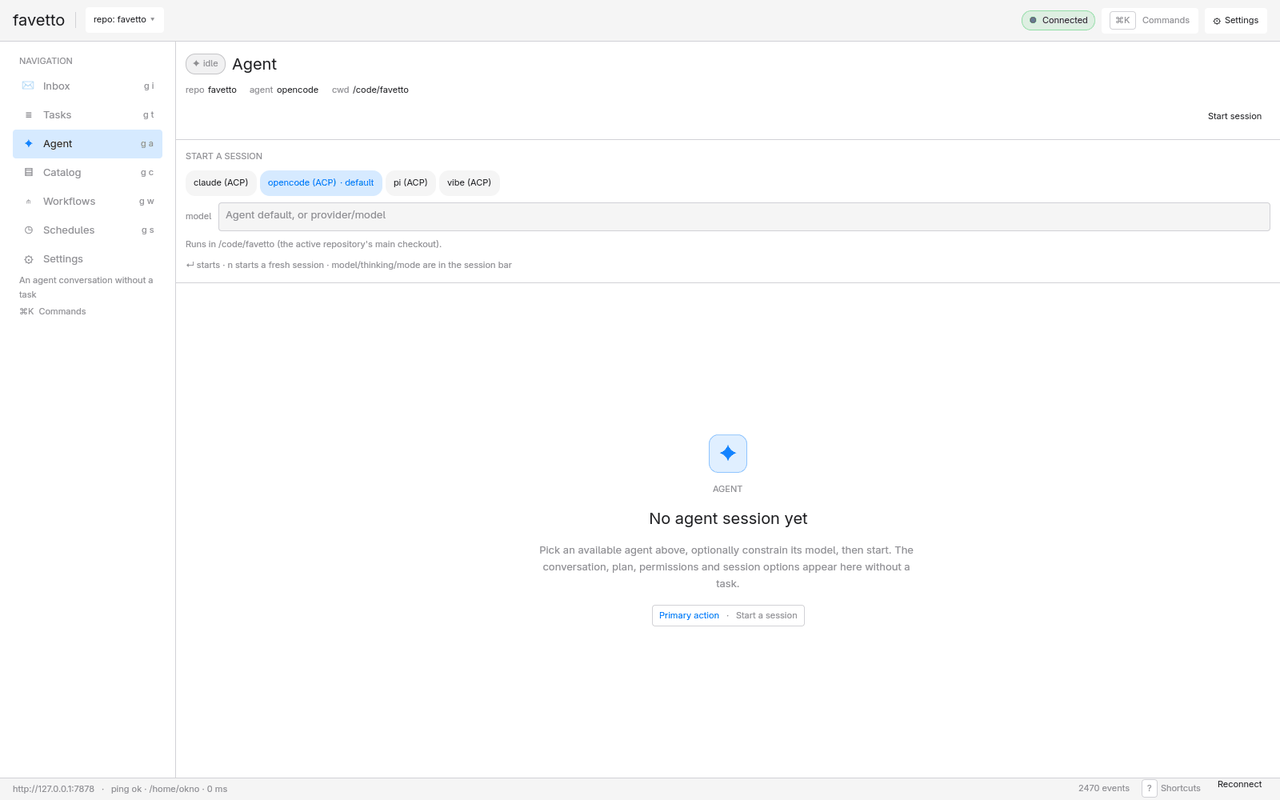 favetto
repo: favetto ▾
Connected
⌘K Commands
⚙ Settings
NAVIGATION
Inbox g i
Tasks g t
Agent g a
Catalog g c
Workflows g w
Schedules g s
Settings
An agent conversation without a
task
⌘K Commands
✦ idle
Agent
repo favetto agent opencode cwd /code/favetto
Start session
START A SESSION
claude (ACP)
opencode (ACP) · default
pi (ACP)
vibe (ACP)
model Agent default, or provider/model
Runs in /code/favetto (the active repository's main checkout).
↵ starts · n starts a fresh session · model/thinking/mode are in the session bar
AGENT
No agent session yet
Pick an available agent above, optionally constrain its model, then start. The
conversation, plan, permissions and session options appear here without a
task.
Primary action · Start a session
http://127.0.0.1:7878 · ping ok · /home/okno · 0 ms
2470 events
? Shortcuts
Reconnect